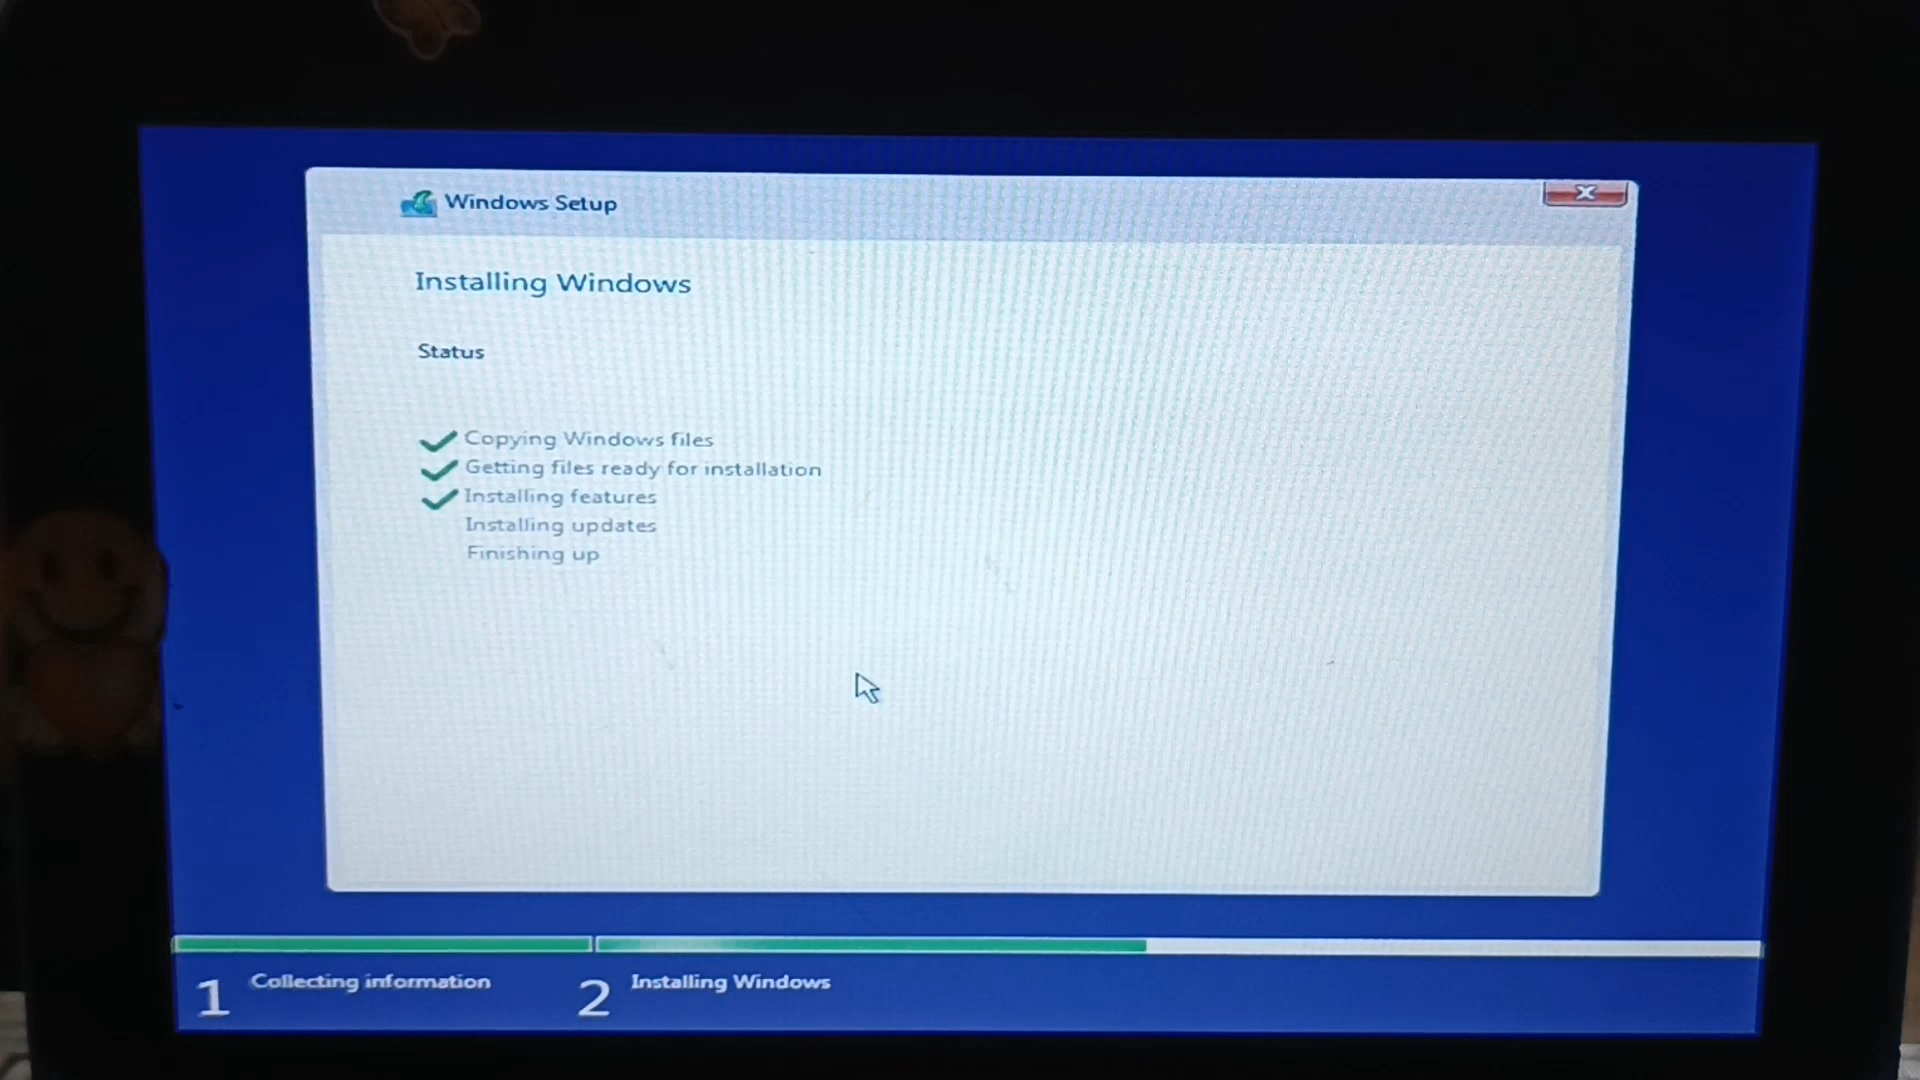 Windows Setup
Installing Windows
Status
Copying Windows files
Getting files ready for installation
Installing features
Installing updates
Finishing up
1 Collecting information
2 Installing Windows